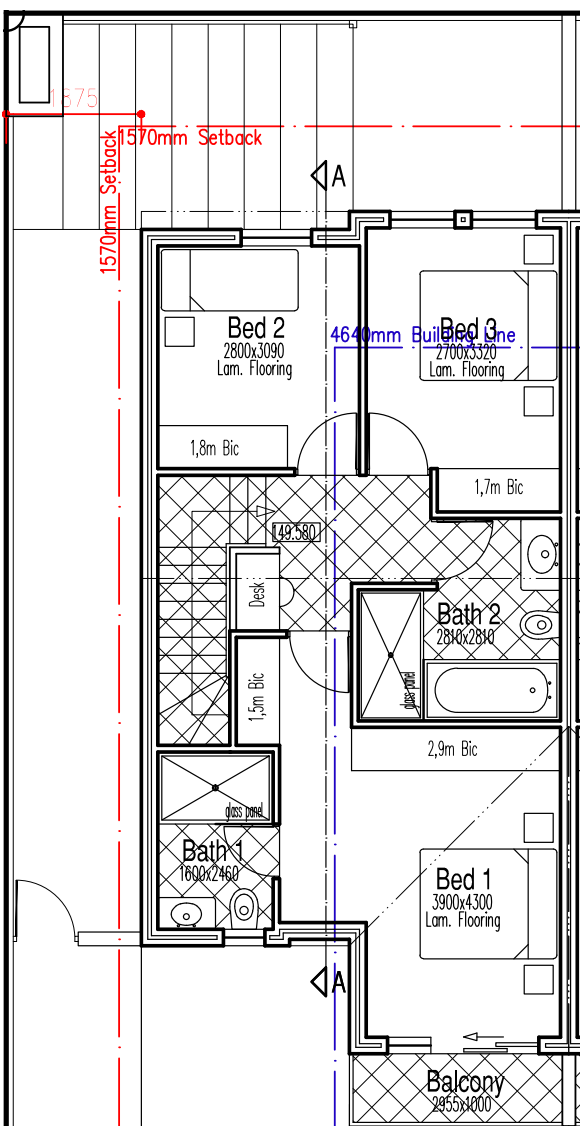 1675
1570mm Setback
1570mm Setback
A
Bed 2
2800x3090
Lam. Flooring
4640mm Building Line
Bed 3
2700x3320
Lam. Flooring
1,8m Bic
1,7m Bic
149.580
Desk
Bath 2
2810x2810
glass panel
1,5m Bic
2,9m Bic
glass panel
Bath 1
1600x2460
Bed 1
3900x4300
Lam. Flooring
A
Balcony
2955x1000